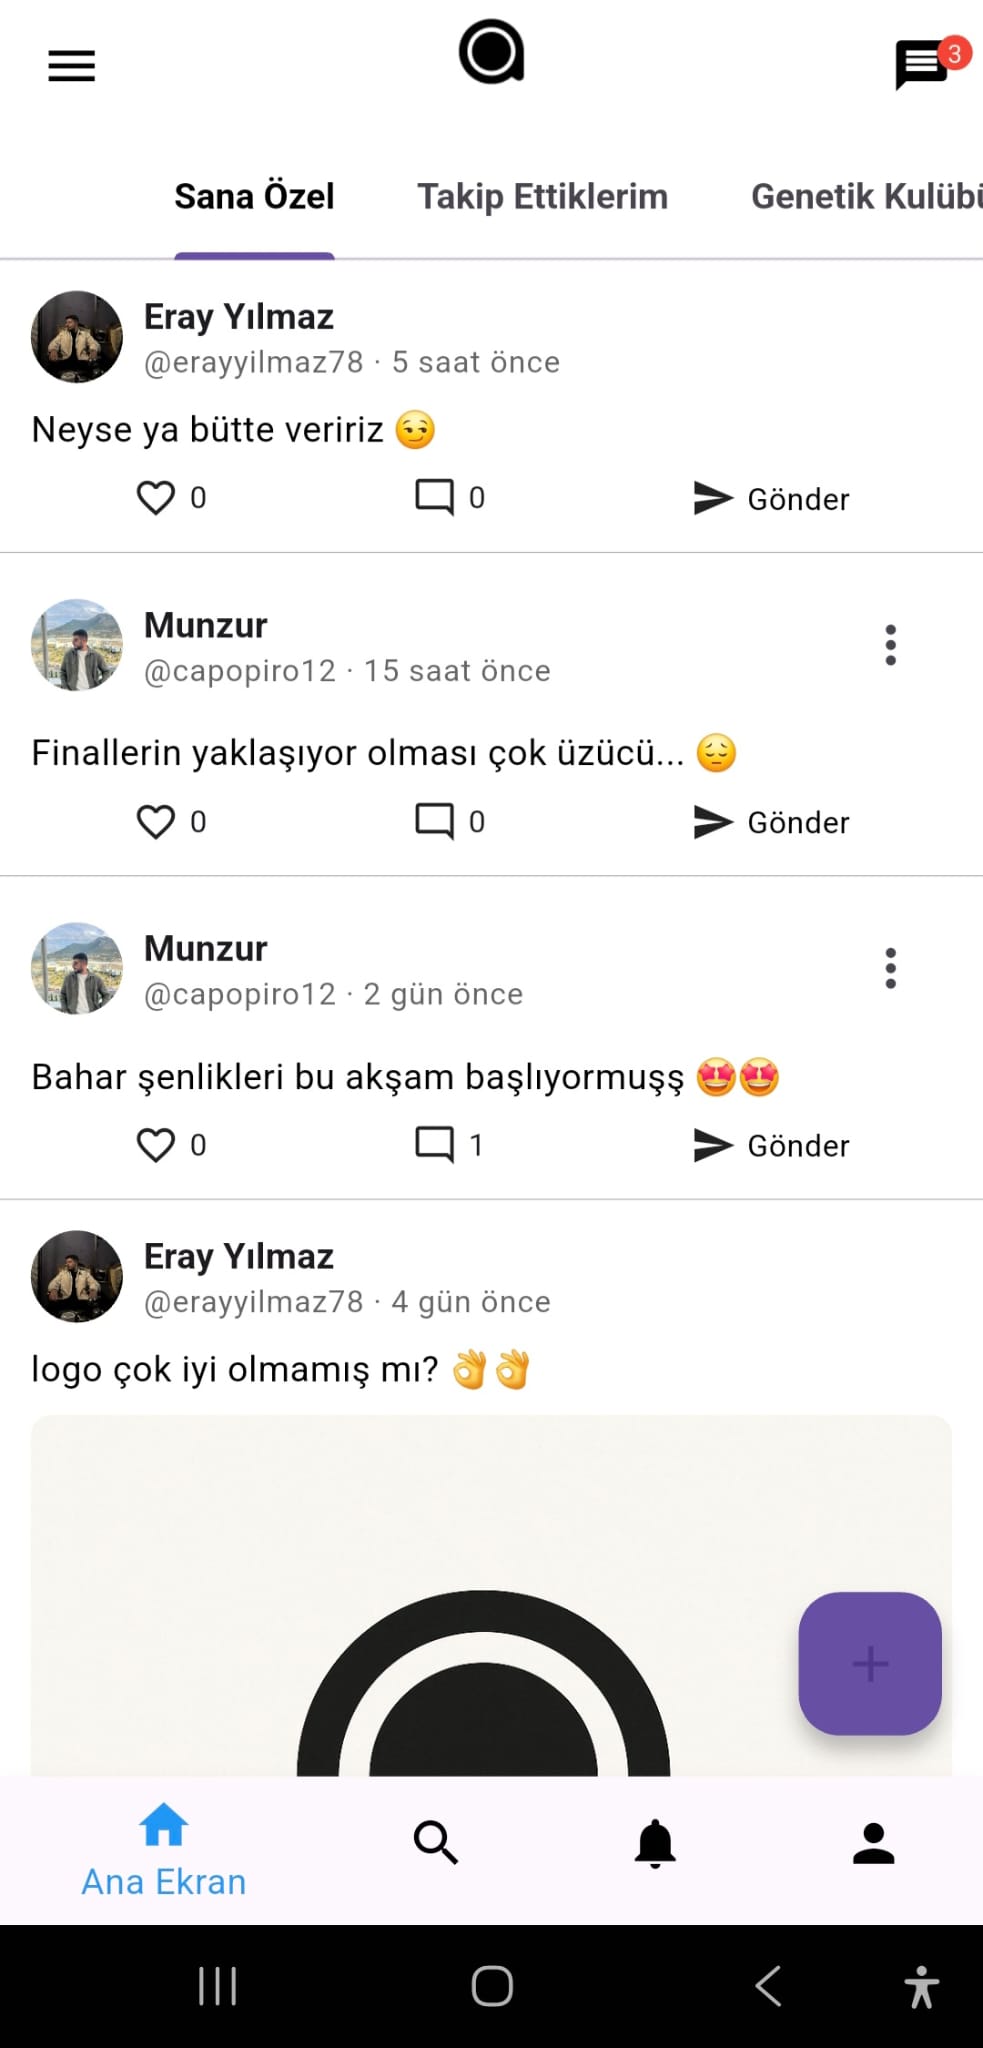 3
Sana Özel Takip Ettiklerim Genetik Kulübü
Eray Yılmaz
@erayyilmaz78 · 5 saat önce
Neyse ya bütte veririz 😏
0 0 Gönder
Munzur
@capopiro12 · 15 saat önce
Finallerin yaklaşıyor olması çok üzücü... 😔
0 0 Gönder
Munzur
@capopiro12 · 2 gün önce
Bahar şenlikleri bu akşam başlıyormuşş 🤩🤩
0 1 Gönder
Eray Yılmaz
@erayyilmaz78 · 4 gün önce
logo çok iyi olmamış mı? 👌👌
Ana Ekran